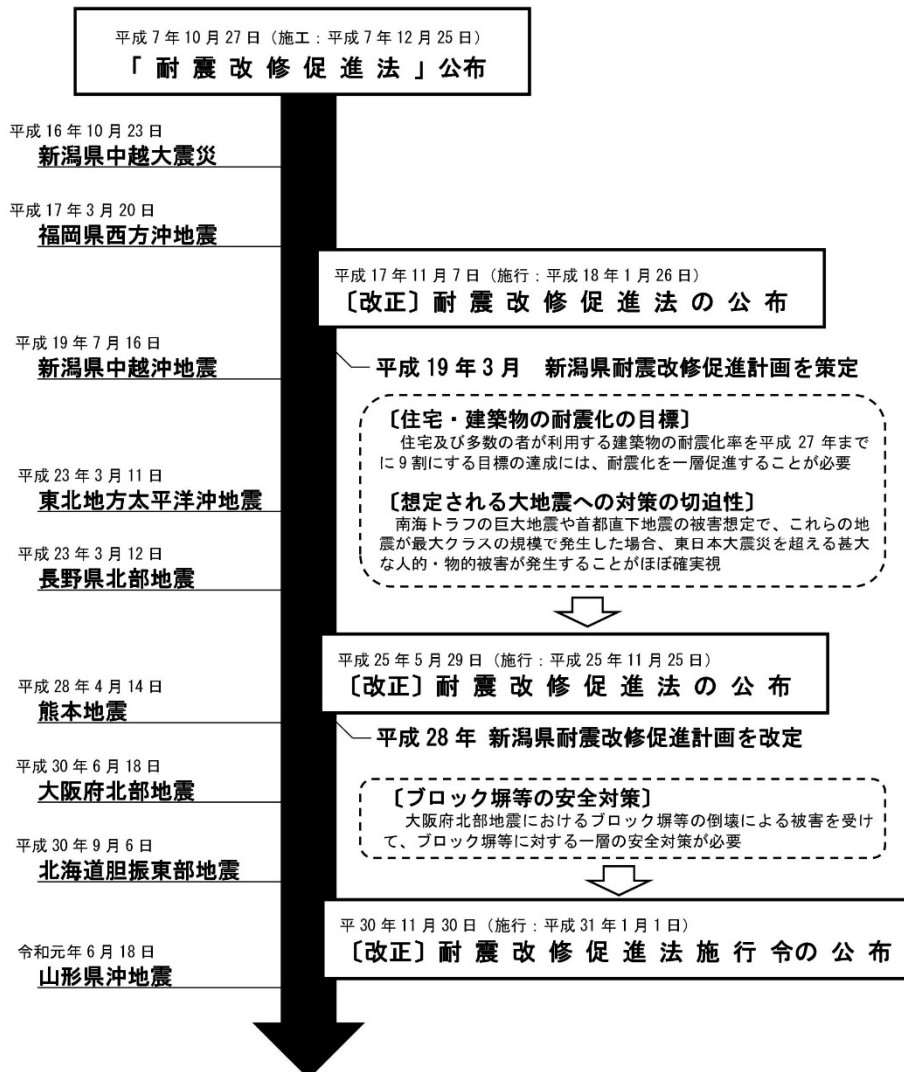 平成7年10月27日（施工：平成7年12月25日）
「耐震改修促進法」公布
平成16年10月23日
新潟県中越大震災
平成17年3月20日
福岡県西方沖地震
平成17年11月7日（施行：平成18年1月26日）
〔改正〕耐震改修促進法の公布
平成19年7月16日
新潟県中越沖地震
平成19年3月　新潟県耐震改修促進計画を策定
〔住宅・建築物の耐震化の目標〕
住宅及び多数の者が利用する建築物の耐震化率を平成27年まで
に9割にする目標の達成には、耐震化を一層促進することが必要
〔想定される大地震への対策の切迫性〕
南海トラフの巨大地震や首都直下地震の被害想定で、これらの地
震が最大クラスの規模で発生した場合、東日本大震災を超える甚大
な人的・物的被害が発生することがほぼ確実視
平成23年3月11日
東北地方太平洋沖地震
平成23年3月12日
長野県北部地震
平成25年5月29日（施行：平成25年11月25日）
〔改正〕耐震改修促進法の公布
平成28年4月14日
熊本地震
平成28年 新潟県耐震改修促進計画を改定
平成30年6月18日
大阪府北部地震
〔ブロック塀等の安全対策〕
大阪府北部地震におけるブロック塀等の倒壊による被害を受け
て、ブロック塀等に対する一層の安全対策が必要
平成30年9月6日
北海道胆振東部地震
平30年11月30日（施行：平成31年1月1日）
〔改正〕耐震改修促進法施行令の公布
令和元年6月18日
山形県沖地震